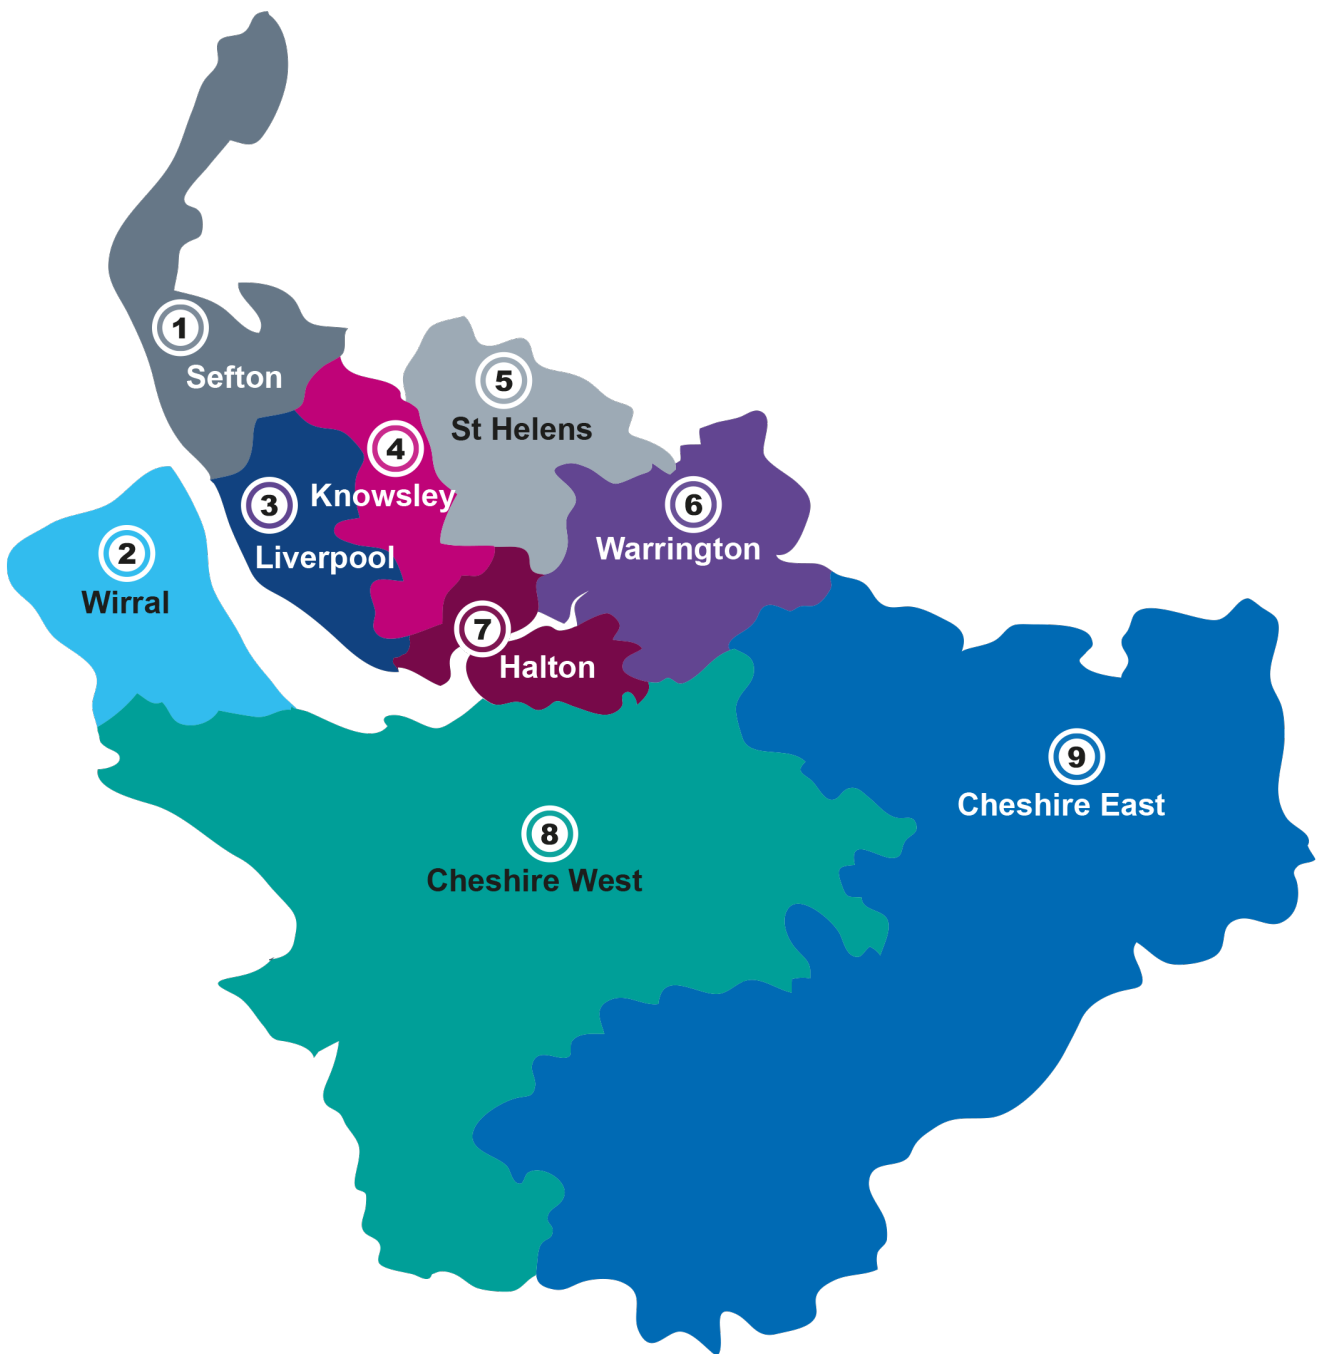 1
Sefton
2
Wirral
3
Liverpool
4
Knowsley
5
St Helens
6
Warrington
7
Halton
8
Cheshire West
9
Cheshire East